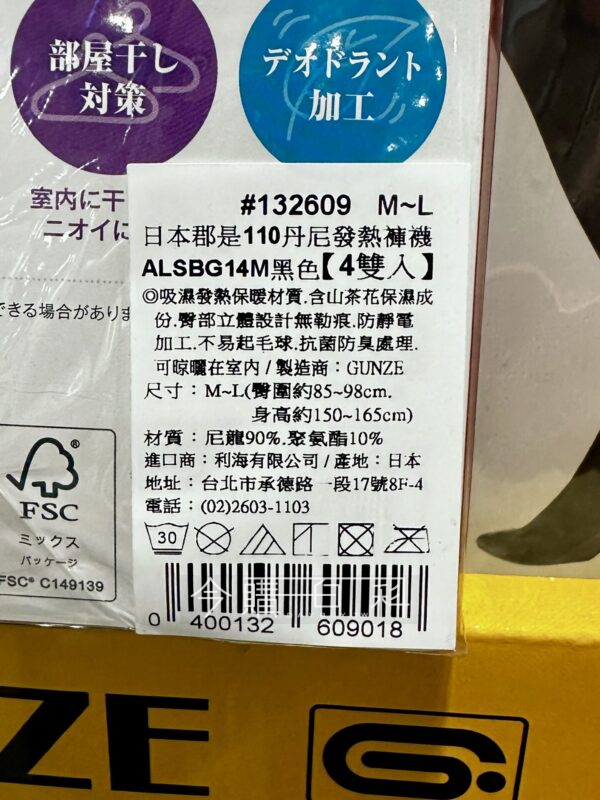 部屋干し
対策
デオドラント
加工
室内に干
ニオイに
できる場合がありま
#132609 M~L
日本郡是110丹尼發熱褲襪
ALSBG14M黑色【4雙入】
◎吸濕發熱保暖材質.含山茶花保濕成
份.臀部立體設計無勒痕.防靜電
加工.不易起毛球.抗菌防臭處理.
可晾曬在室內/製造商：GUNZE
尺寸：M~L(臀圍約85~98cm.
身高約150~165cm)
材質：尼龍90%.聚氨酯10%
進口商：利海有限公司/產地：日本
地址：台北市承德路一段17號8F-4
電話：(02)2603-1103
30
0 400132 609018
FSC
ミックス
パッケージ
FSC® C149139
ZE